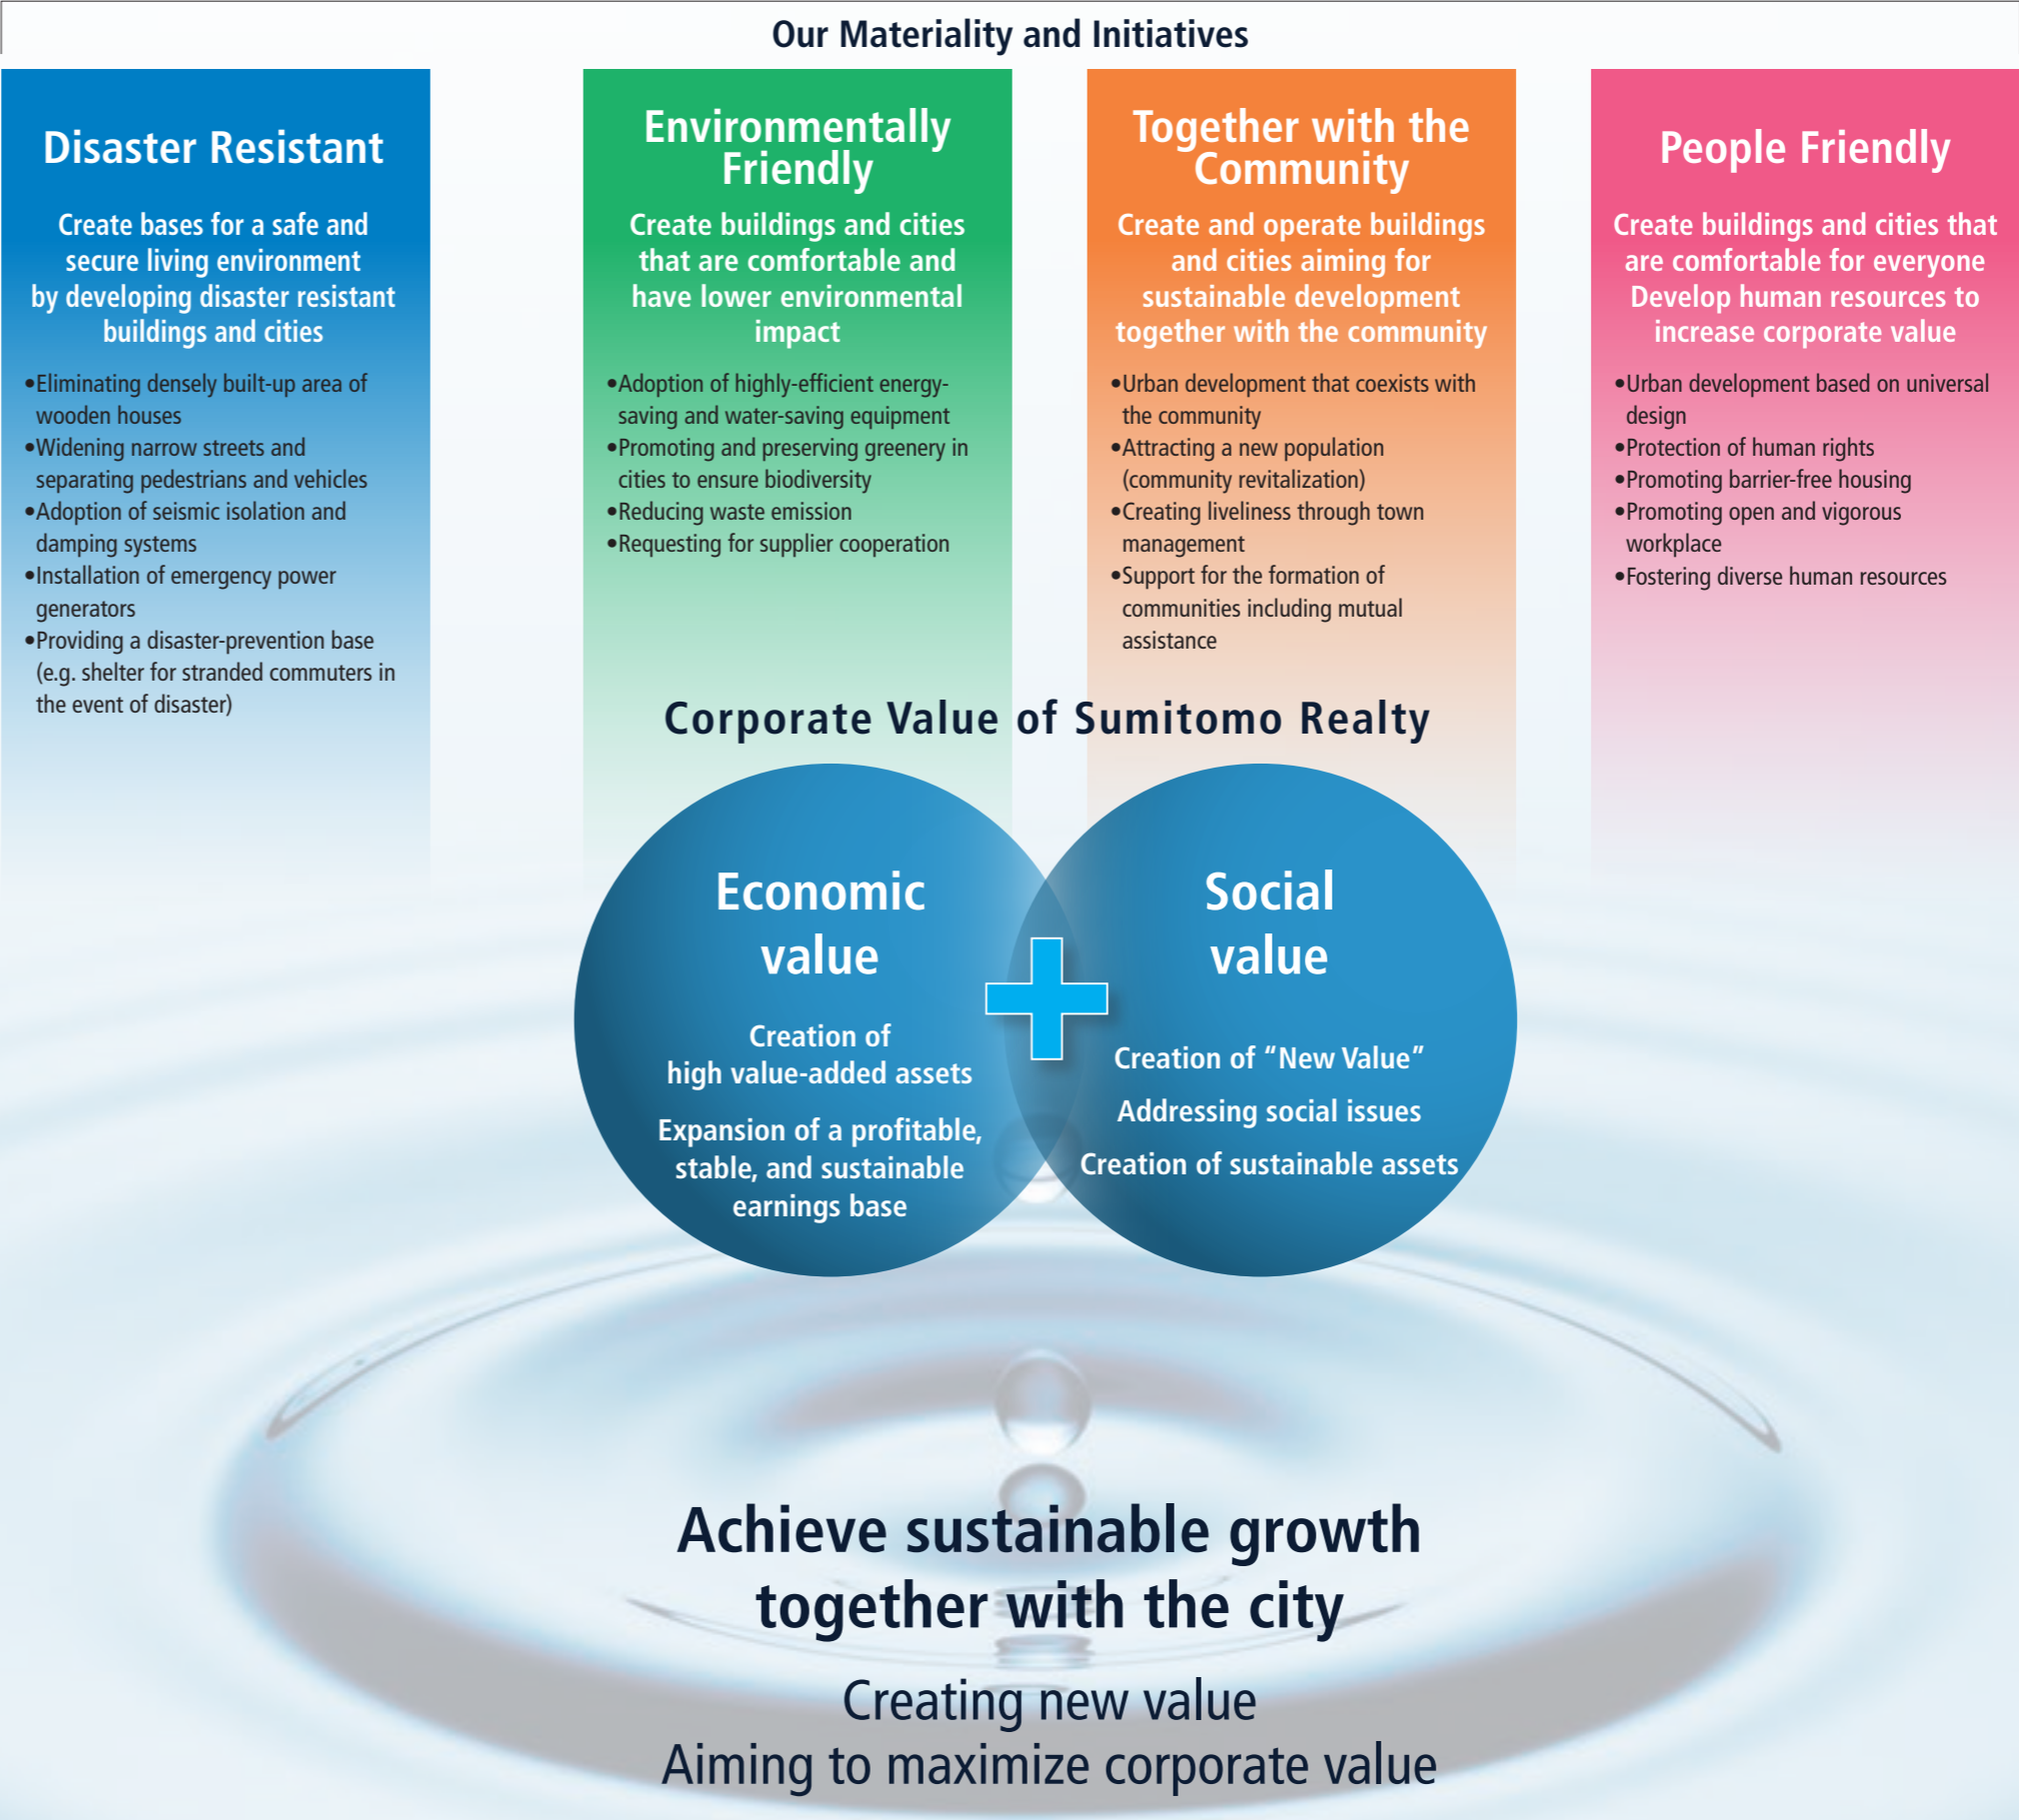 Our Materiality and Initiatives
Disaster Resistant
Create bases for a safe and
secure living environment
by developing disaster resistant
buildings and cities
•Eliminating densely built-up area of
wooden houses
•Widening narrow streets and
separating pedestrians and vehicles
•Adoption of seismic isolation and
damping systems
•Installation of emergency power
generators
•Providing a disaster-prevention base
(e.g. shelter for stranded commuters in
the event of disaster)
Environmentally
Friendly
Create buildings and cities
that are comfortable and
have lower environmental
impact
•Adoption of highly-efficient energy-
saving and water-saving equipment
•Promoting and preserving greenery in
cities to ensure biodiversity
•Reducing waste emission
•Requesting for supplier cooperation
Together with the
Community
Create and operate buildings
and cities aiming for
sustainable development
together with the community
•Urban development that coexists with
the community
•Attracting a new population
(community revitalization)
•Creating liveliness through town
management
•Support for the formation of
communities including mutual
assistance
People Friendly
Create buildings and cities that
are comfortable for everyone
Develop human resources to
increase corporate value
•Urban development based on universal
design
•Protection of human rights
•Promoting barrier-free housing
•Promoting open and vigorous
workplace
•Fostering diverse human resources
Corporate Value of Sumitomo Realty
Economic
value
Creation of
high value-added assets
Expansion of a profitable,
stable, and sustainable
earnings base
Social
value
Creation of “New Value”
Addressing social issues
Creation of sustainable assets
Achieve sustainable growth
together with the city
Creating new value
Aiming to maximize corporate value